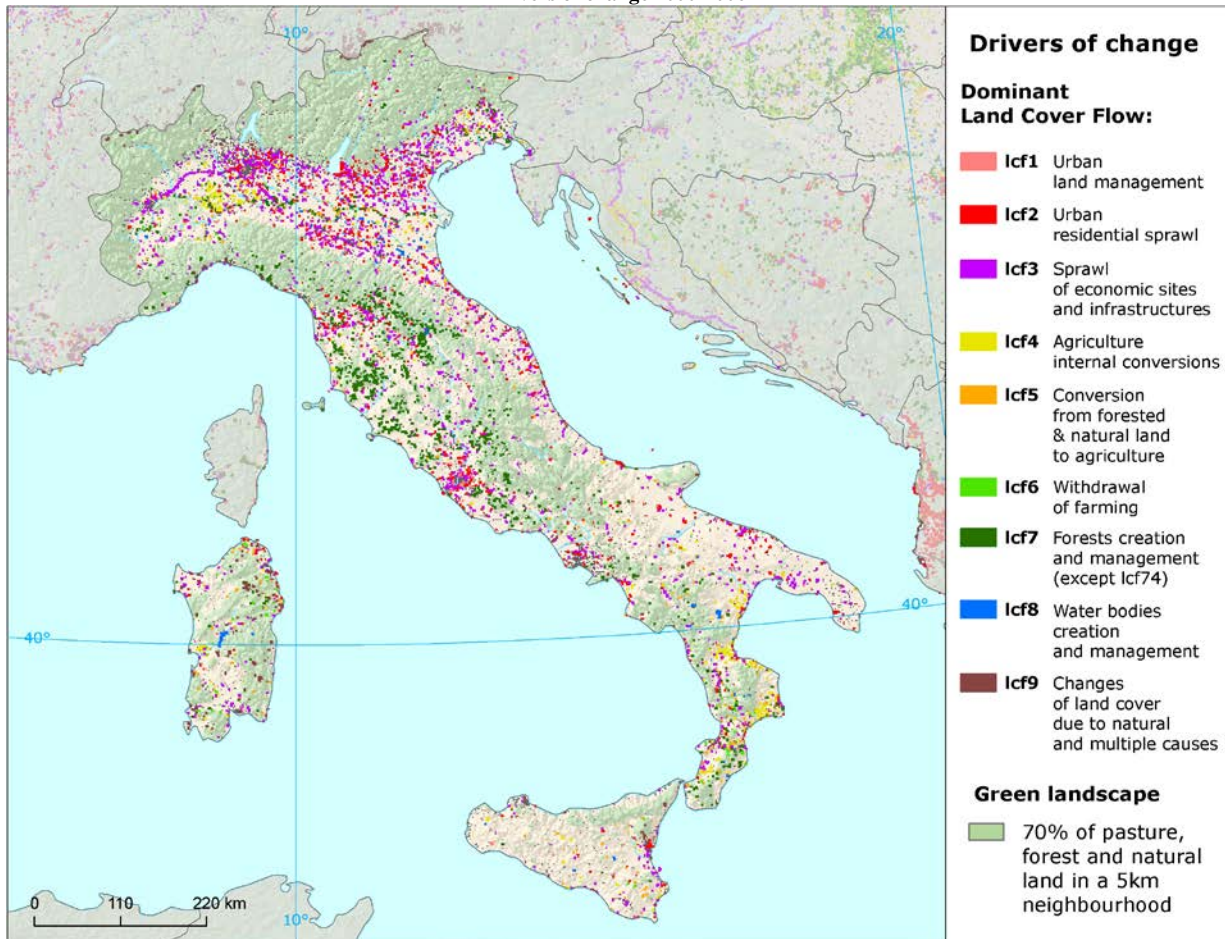 10°
20°
40°
40°
10°
0 110 220 km
Drivers of change
Dominant
Land Cover Flow:
lcf1 Urban
land management
lcf2 Urban
residential sprawl
lcf3 Sprawl
of economic sites
and infrastructures
lcf4 Agriculture
internal conversions
lcf5 Conversion
from forested
& natural land
to agriculture
lcf6 Withdrawal
of farming
lcf7 Forests creation
and management
(except lcf74)
lcf8 Water bodies
creation
and management
lcf9 Changes
of land cover
due to natural
and multiple causes
Green landscape
70% of pasture,
forest and natural
land in a 5km
neighbourhood